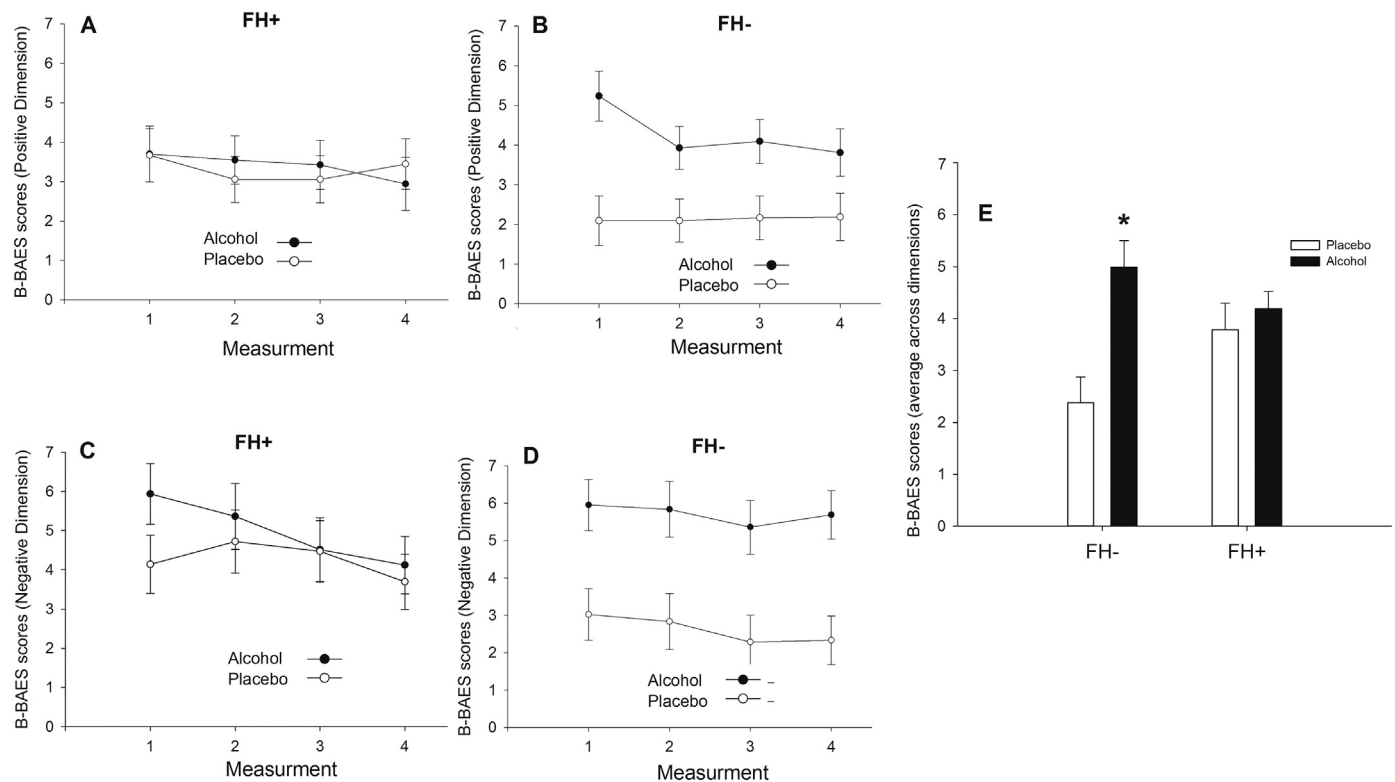 A
FH+
B-BAES scores (Positive Dimension)
7
6
5
4
3
2
1
0
Alcohol
Placebo
1 2 3 4
Measurment
B
FH-
B-BAES scores (Positive Dimension)
7
6
5
4
3
2
1
0
Alcohol
Placebo
1 2 3 4
Measurment
C
FH+
B-BAES scores (Negative Dimension)
7
6
5
4
3
2
1
0
Alcohol
Placebo
1 2 3 4
Measurment
D
FH-
B-BAES scores (Negative Dimension)
7
6
5
4
3
2
1
0
Alcohol
Placebo
1 2 3 4
Measurment
E
B-BAES scores (average across dimensions)
7
6
5
4
3
2
1
0
*
Placebo
Alcohol
FH- FH+